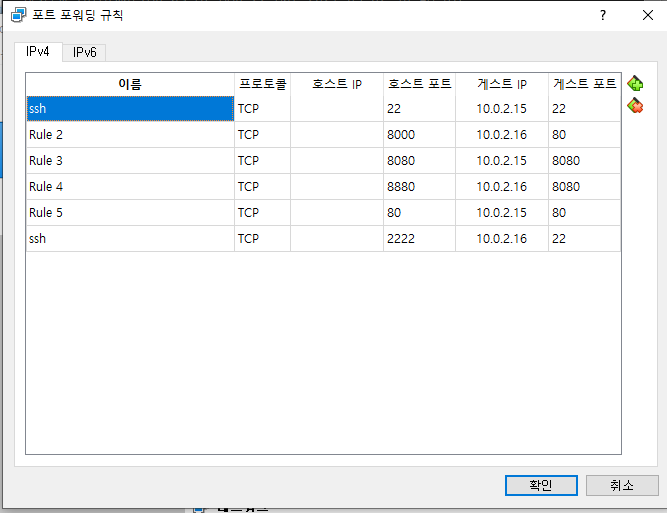 포트 포워딩 규칙
?
IPv4 IPv6
이름 프로토콜 호스트 IP 호스트 포트 게스트 IP 게스트 포트
ssh TCP 22 10.0.2.15 22
Rule 2 TCP 8000 10.0.2.16 80
Rule 3 TCP 8080 10.0.2.15 8080
Rule 4 TCP 8880 10.0.2.16 8080
Rule 5 TCP 80 10.0.2.15 80
ssh TCP 2222 10.0.2.16 22
확인 취소